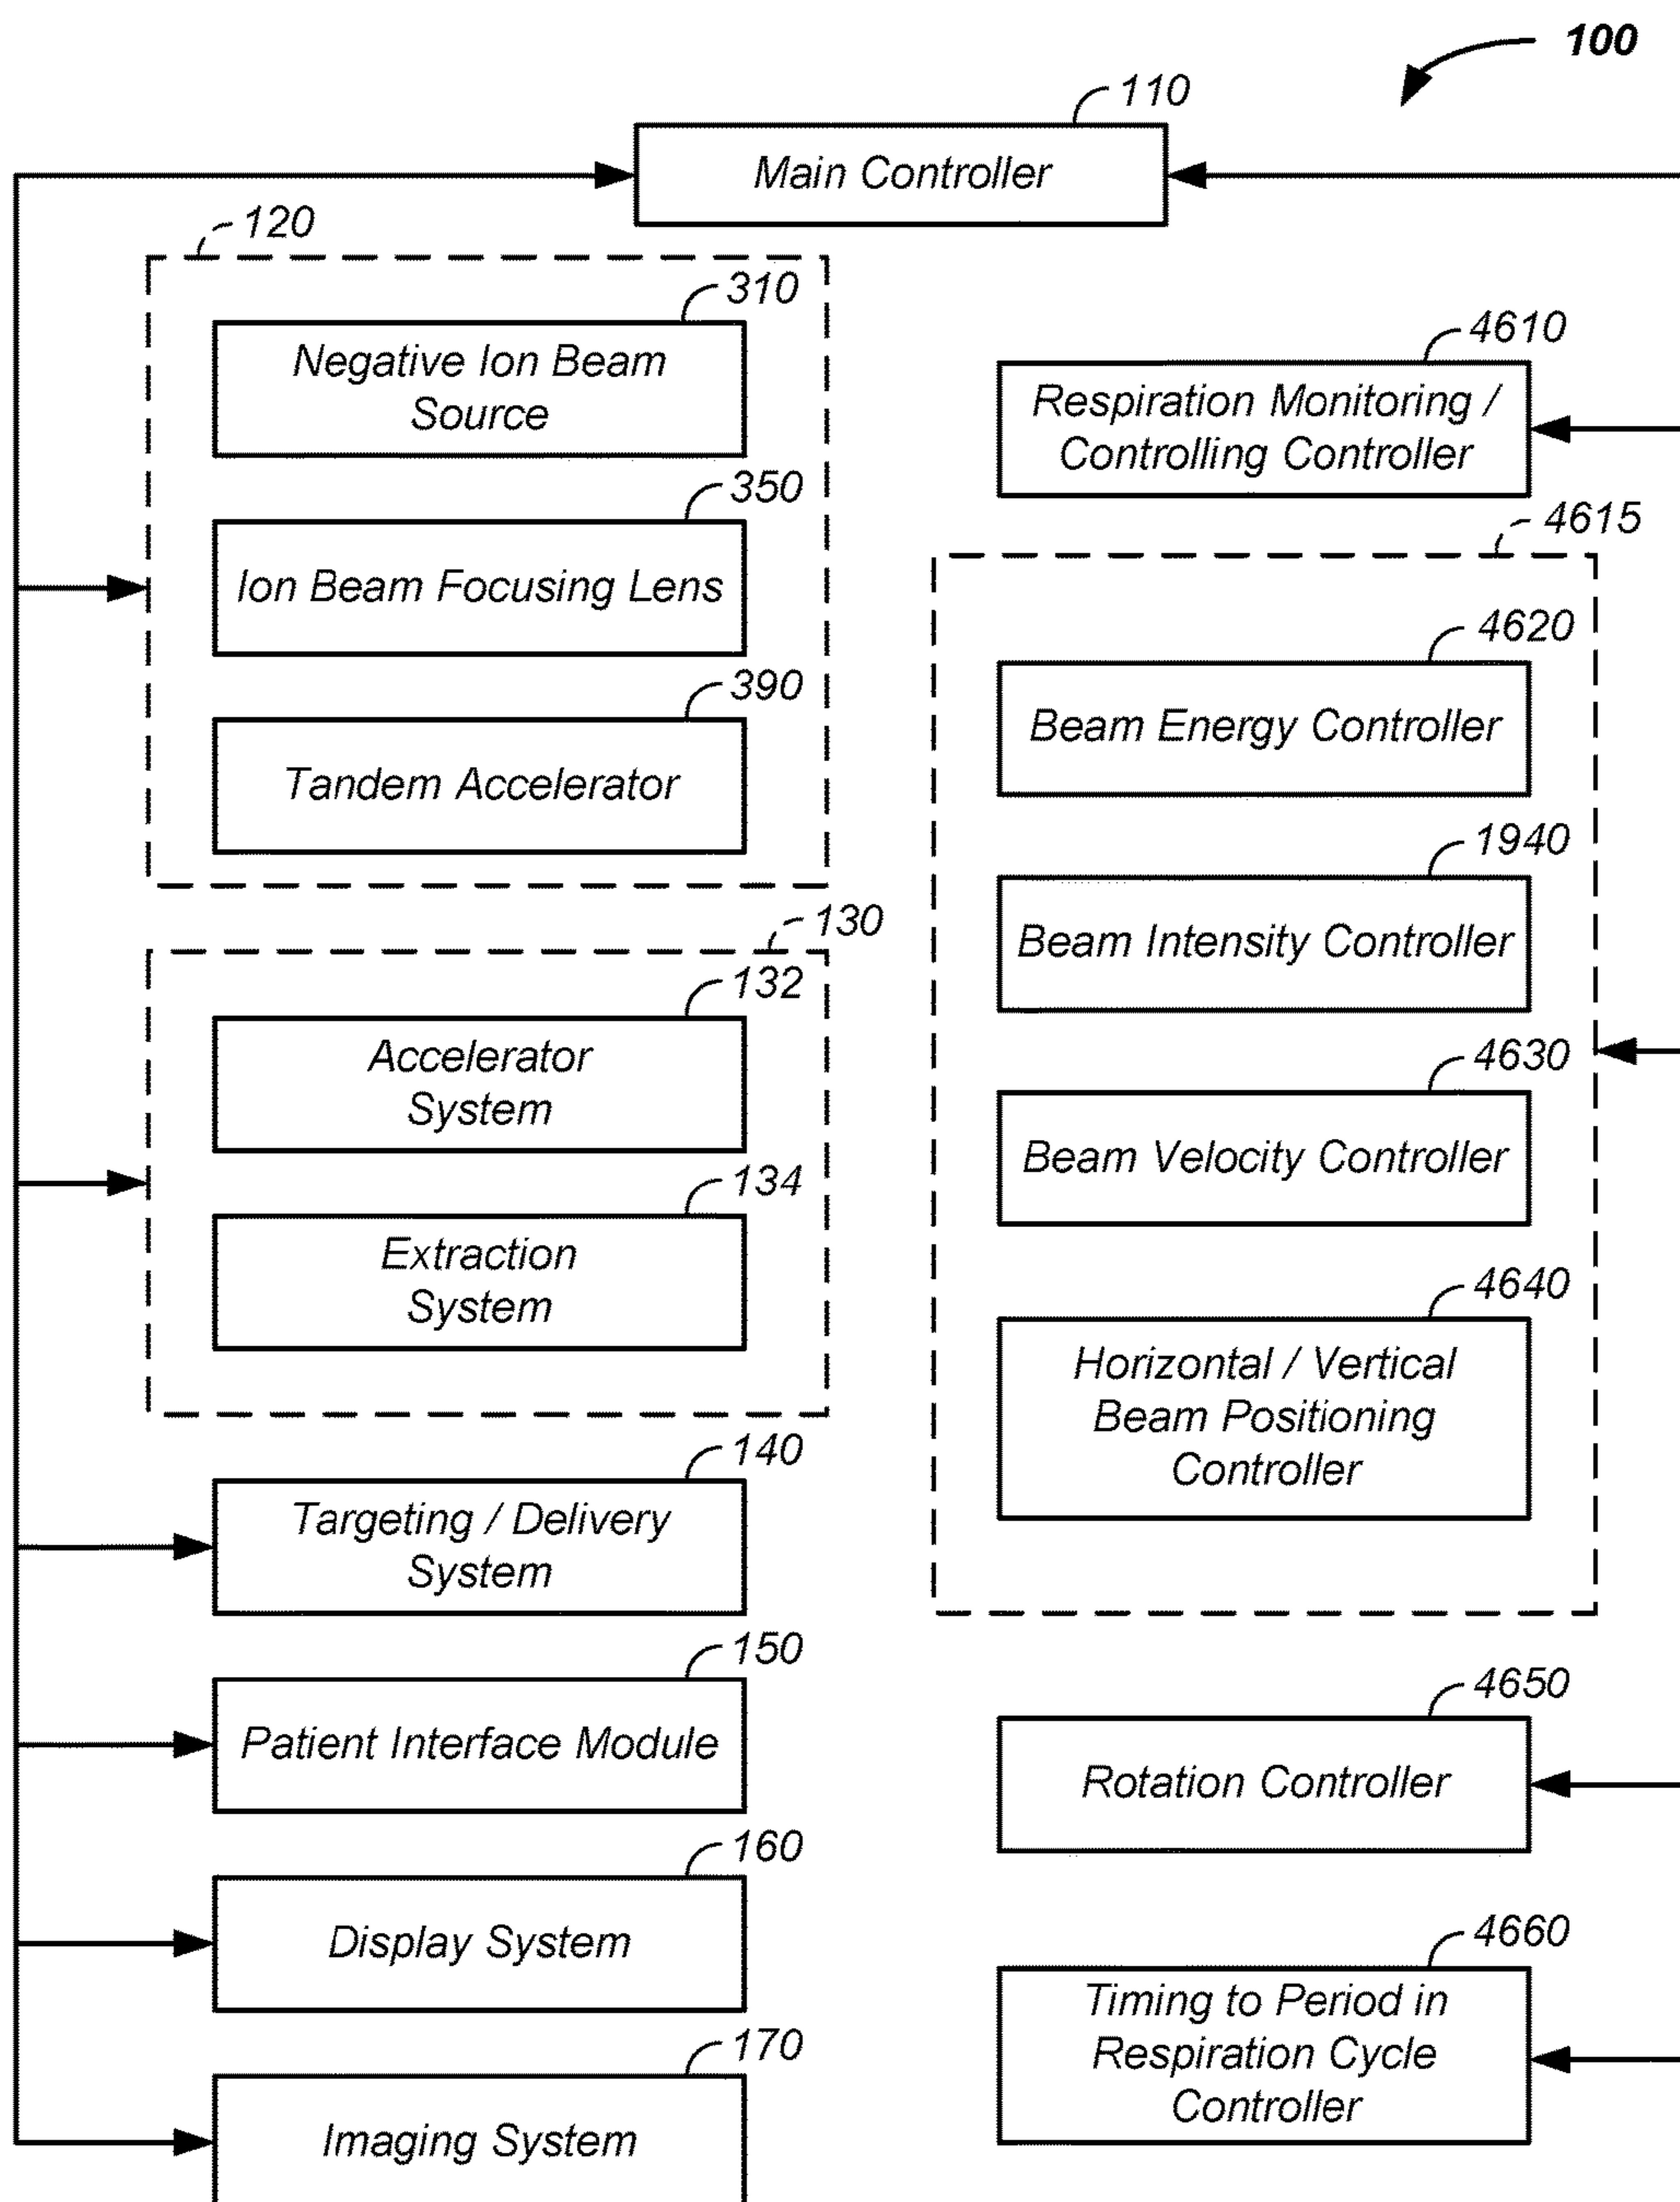 100
110
Main Controller
120
310
Negative Ion Beam
Source
350
Ion Beam Focusing Lens
390
Tandem Accelerator
130
132
Accelerator
System
134
Extraction
System
140
Targeting / Delivery
System
150
Patient Interface Module
160
Display System
170
Imaging System
4610
Respiration Monitoring /
Controlling Controller
4615
4620
Beam Energy Controller
1940
Beam Intensity Controller
4630
Beam Velocity Controller
4640
Horizontal / Vertical
Beam Positioning
Controller
4650
Rotation Controller
4660
Timing to Period in
Respiration Cycle
Controller